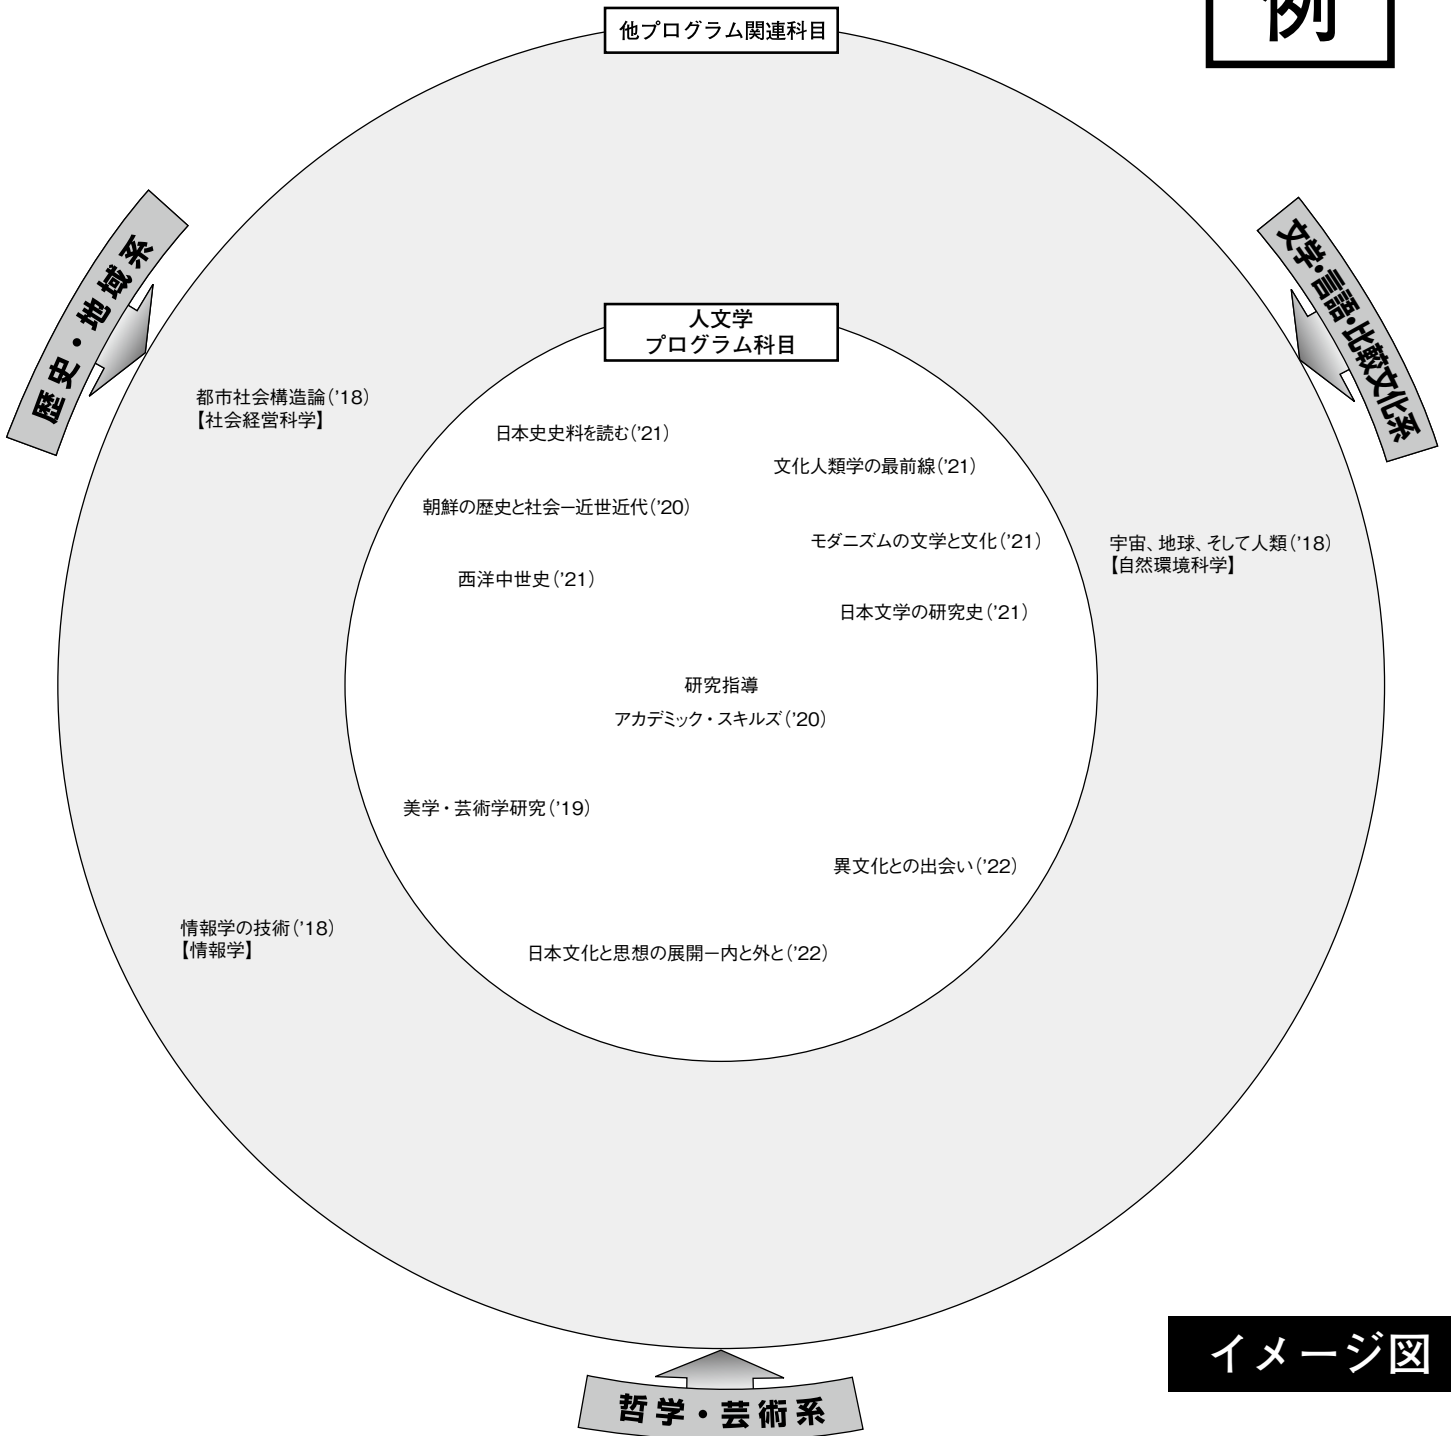 例
他プログラム関連科目
歴史・地域系
文学・言語・比較文化系
人文学
プログラム科目
都市社会構造論('18)
【社会経営科学】
日本史史料を読む('21)
文化人類学の最前線('21)
朝鮮の歴史と社会−近世近代('20)
モダニズムの文学と文化('21)
宇宙、地球、そして人類('18)
【自然環境科学】
西洋中世史('21)
日本文学の研究史('21)
研究指導
アカデミック・スキルズ('20)
美学・芸術学研究('19)
異文化との出会い('22)
情報学の技術('18)
【情報学】
日本文化と思想の展開−内と外と('22)
イメージ図
哲学・芸術系